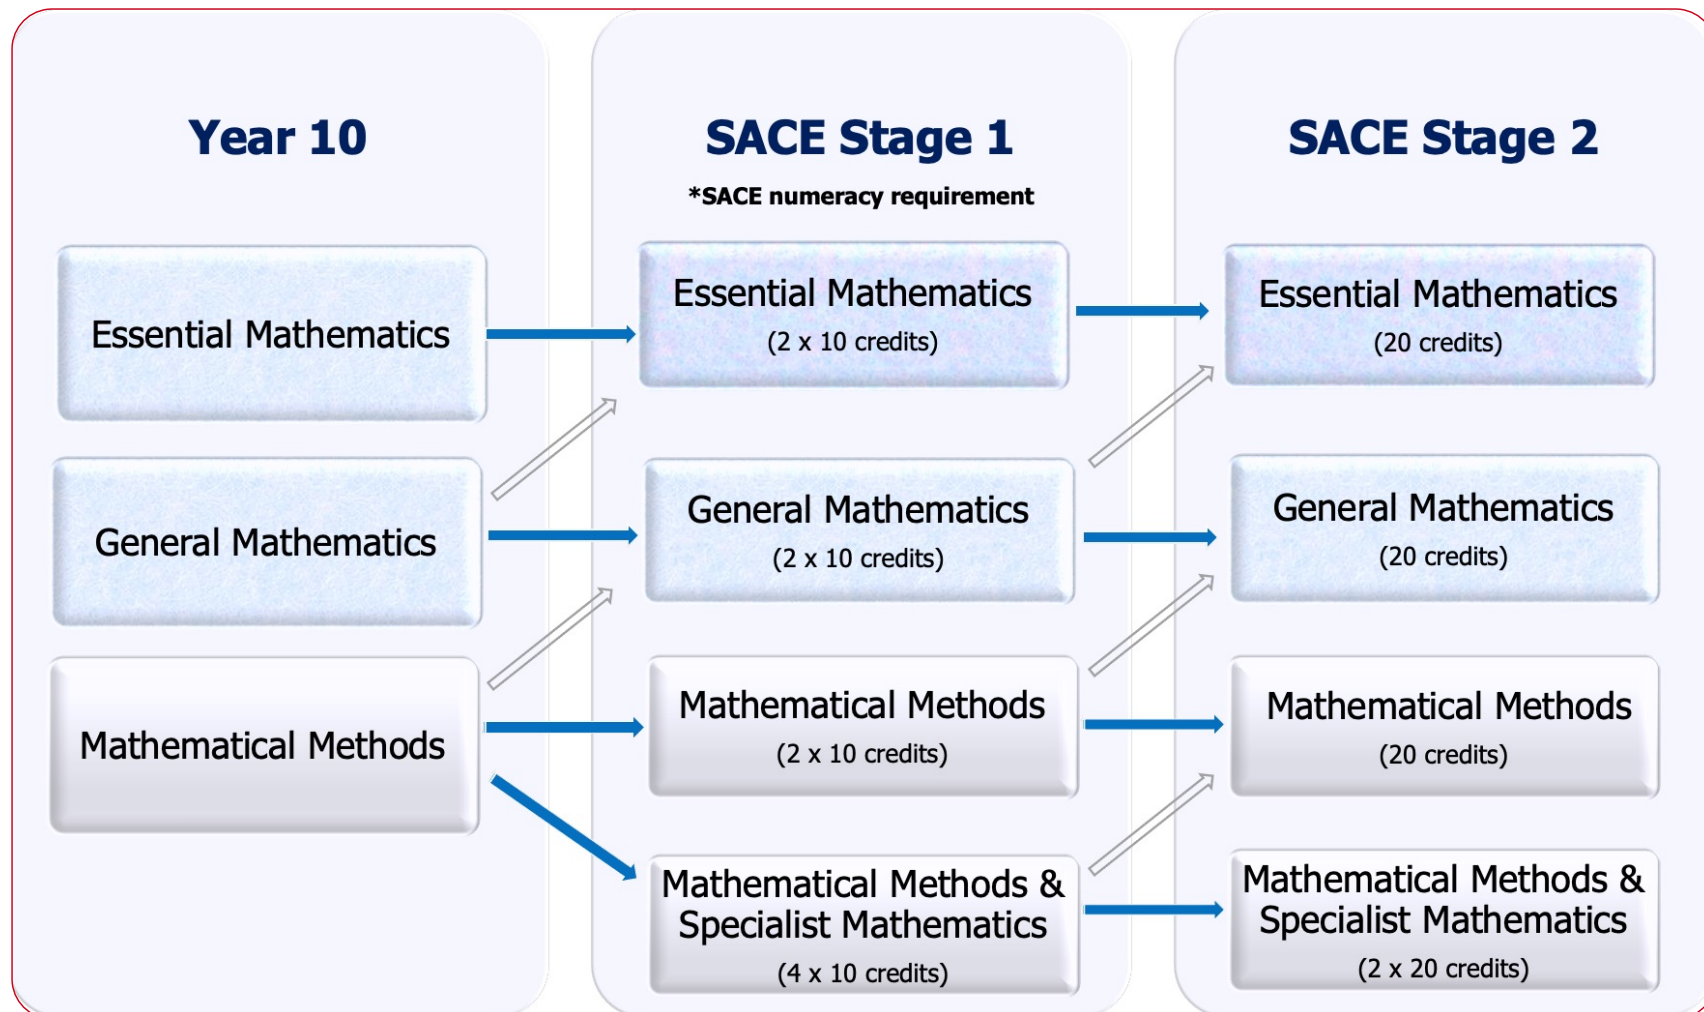 Year 10
Essential Mathematics
General Mathematics
Mathematical Methods
SACE Stage 1
*SACE numeracy requirement
Essential Mathematics
(2 x 10 credits)
General Mathematics
(2 x 10 credits)
Mathematical Methods
(2 x 10 credits)
Mathematical Methods &
Specialist Mathematics
(4 x 10 credits)
SACE Stage 2
Essential Mathematics
(20 credits)
General Mathematics
(20 credits)
Mathematical Methods
(20 credits)
Mathematical Methods &
Specialist Mathematics
(2 x 20 credits)